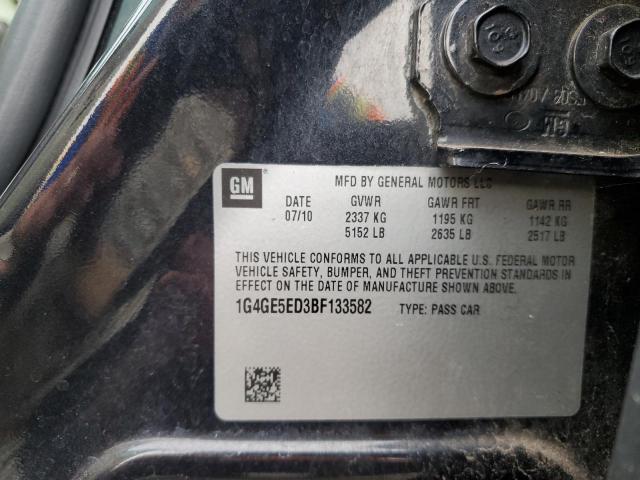 GM
MFD BY GENERAL MOTORS LLC
DATE GVWR GAWR FRT GAWR RR
07/10 2337 KG 1195 KG 1142 KG
5152 LB 2635 LB 2517 LB
THIS VEHICLE CONFORMS TO ALL APPLICABLE U.S. FEDERAL MOTOR
VEHICLE SAFETY, BUMPER, AND THEFT PREVENTION STANDARDS IN
EFFECT ON THE DATE OF MANUFACTURE SHOWN ABOVE.
1G4GE5ED3BF133582 TYPE: PASS CAR